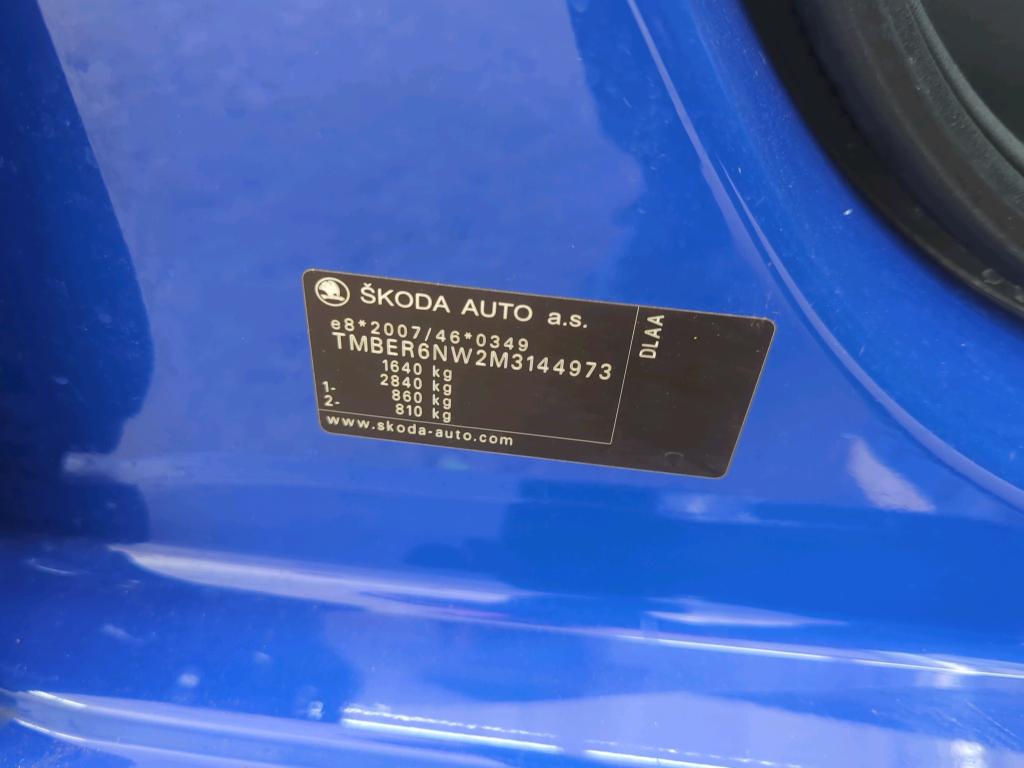 ŠKODA AUTO a.s.
e8*2007/46*0349
TMBER6NW2M3144973
1640 kg
2840 kg
1- 860 kg
2- 810 kg
www.skoda-auto.com
DLAA